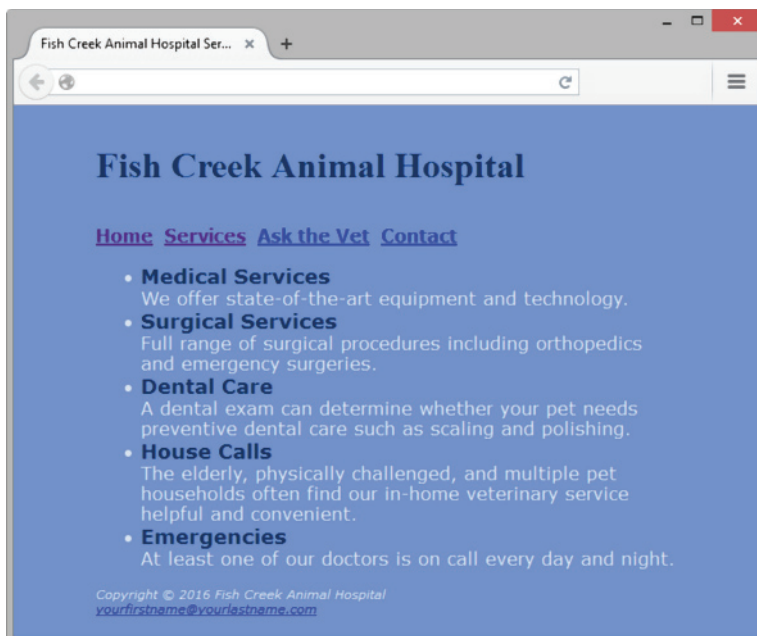 Fish Creek Animal Hospital Ser...
Fish Creek Animal Hospital
Home Services Ask the Vet Contact
Medical Services
We offer state-of-the-art equipment and technology.
Surgical Services
Full range of surgical procedures including orthopedics
and emergency surgeries.
Dental Care
A dental exam can determine whether your pet needs
preventive dental care such as scaling and polishing.
House Calls
The elderly, physically challenged, and multiple pet
households often find our in-home veterinary service
helpful and convenient.
Emergencies
At least one of our doctors is on call every day and night.
Copyright © 2016 Fish Creek Animal Hospital
yourfirstname@yourlastname.com